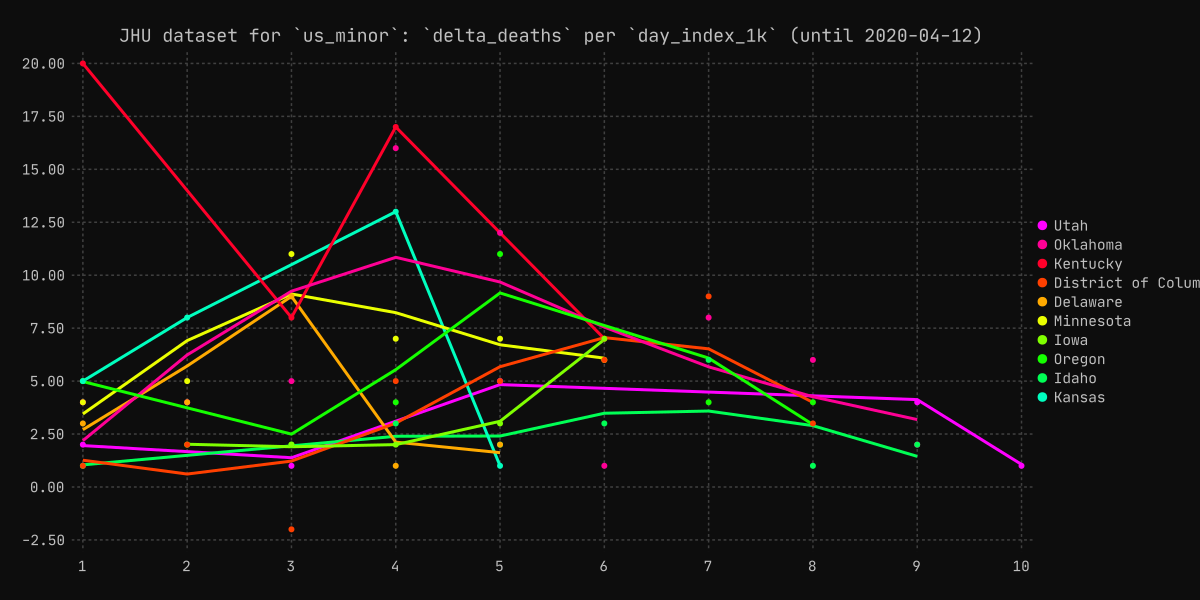 JHU dataset for `us_minor`: `delta_deaths` per `day_index_1k` (until 2020-04-12)
20.00
17.50
15.00
12.50
10.00
7.50
5.00
2.50
0.00
-2.50
1 2 3 4 5 6 7 8 9 10
Utah
Oklahoma
Kentucky
District of Colum
Delaware
Minnesota
Iowa
Oregon
Idaho
Kansas